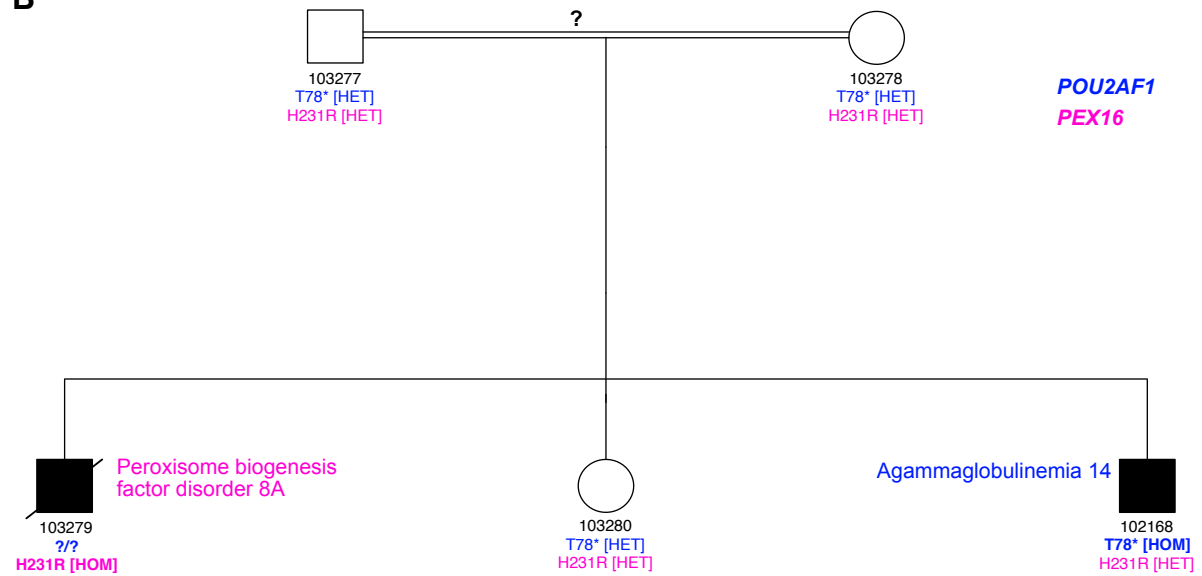 B
?
103277
T78* [HET]
H231R [HET]
103278
T78* [HET]
H231R [HET]
POU2AF1
PEX16
Peroxisome biogenesis
factor disorder 8A
103279
?/?
H231R [HOM]
103280
T78* [HET]
H231R [HET]
Agammaglobulinemia 14
102168
T78* [HOM]
H231R [HET]